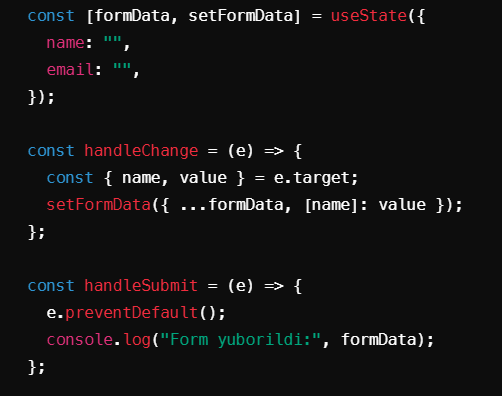 const [formData, setFormData] = useState({
  name: "",
  email: "",
});

const handleChange = (e) => {
  const { name, value } = e.target;
  setFormData({ ...formData, [name]: value });
};

const handleSubmit = (e) => {
  e.preventDefault();
  console.log("Form yuborildi:", formData);
};